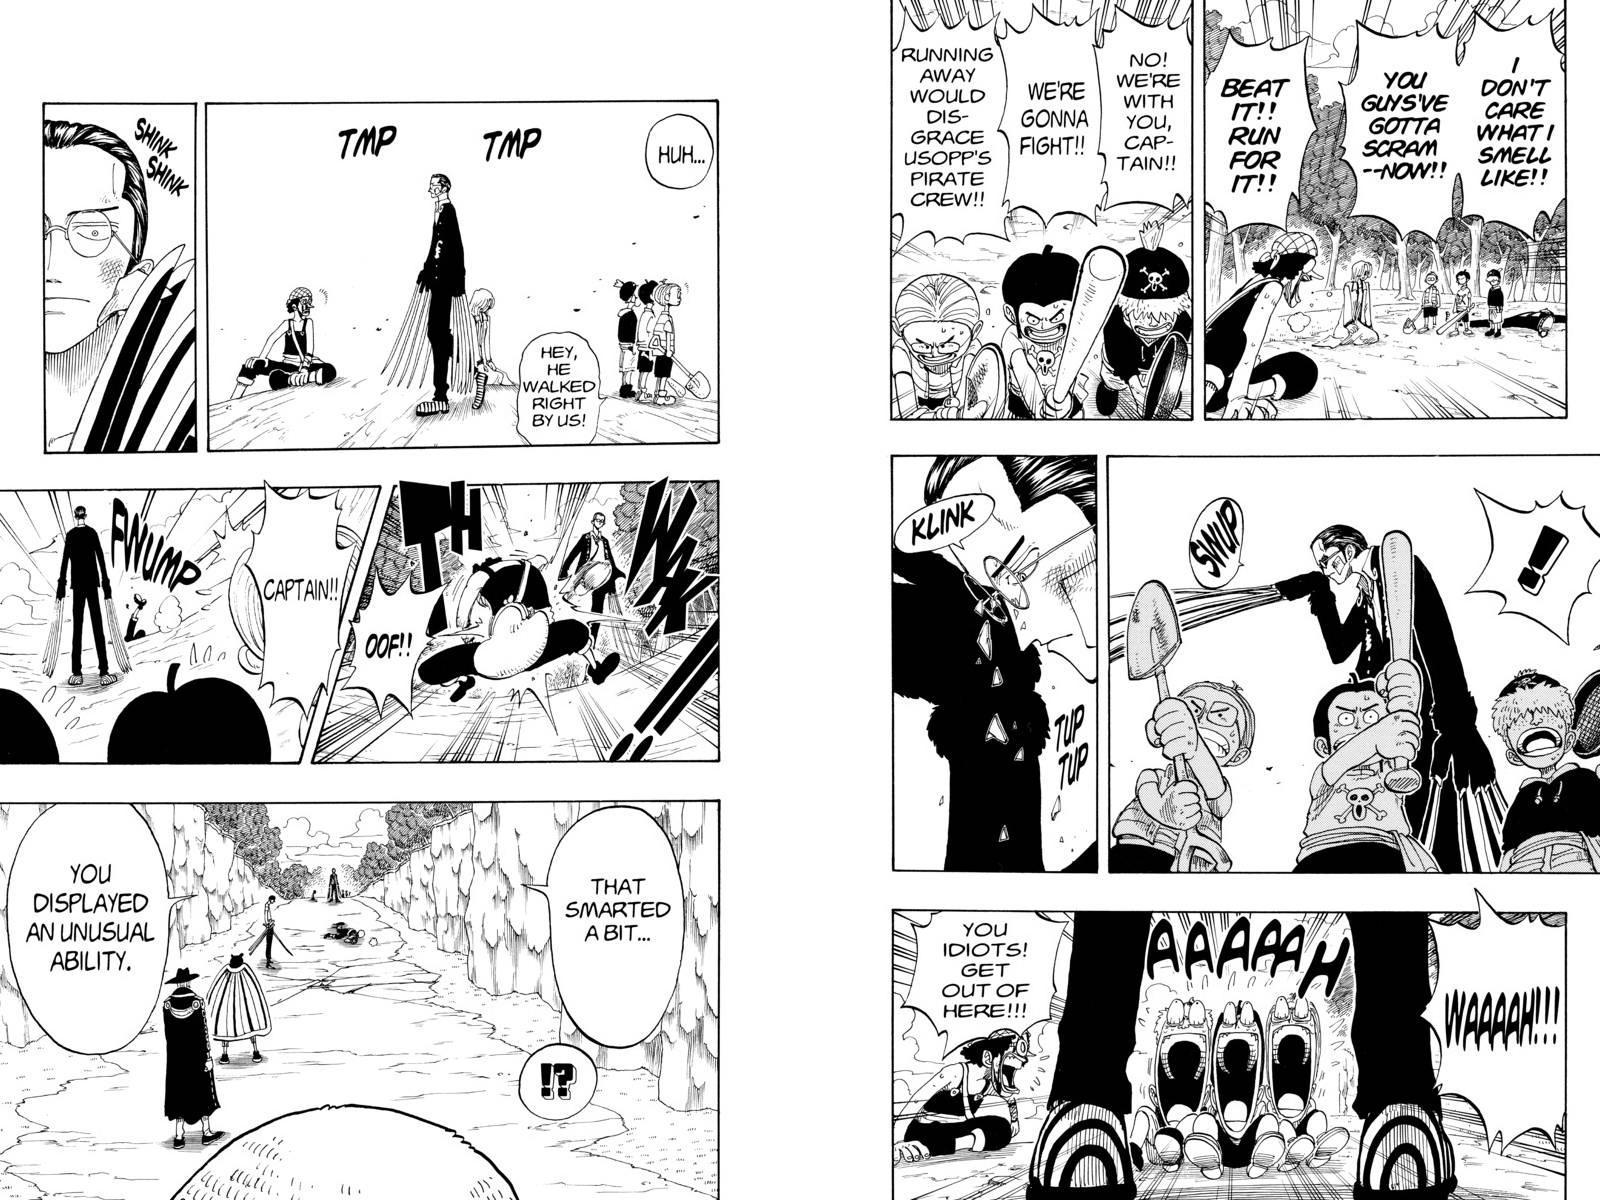 I
DON'T
CARE
WHAT I
SMELL
LIKE!!
YOU
GUYS'VE
GOTTA
SCRAM
--NOW!!
BEAT
IT!!
RUN
FOR
IT!!
NO!
WE'RE
WITH
YOU,
CAP-
TAIN!!
WE'RE
GONNA
FIGHT!!
RUNNING
AWAY
WOULD
DIS-
GRACE
USOPP'S
PIRATE
CREW!!
!!
SWUP
KLINK
TUP
TUP
WAAAAH!!!
AAAAAH
YOU
IDIOTS!
GET
OUT OF
HERE!!!
HUH...
TMP
TMP
HEY,
HE
WALKED
RIGHT
BY US!
SHINK
SHINK
WAK!!!
THH
OOF!!
CAPTAIN!!
FWUMP
THAT
SMARTED
A BIT...
!?
YOU
DISPLAYED
AN UNUSUAL
ABILITY.